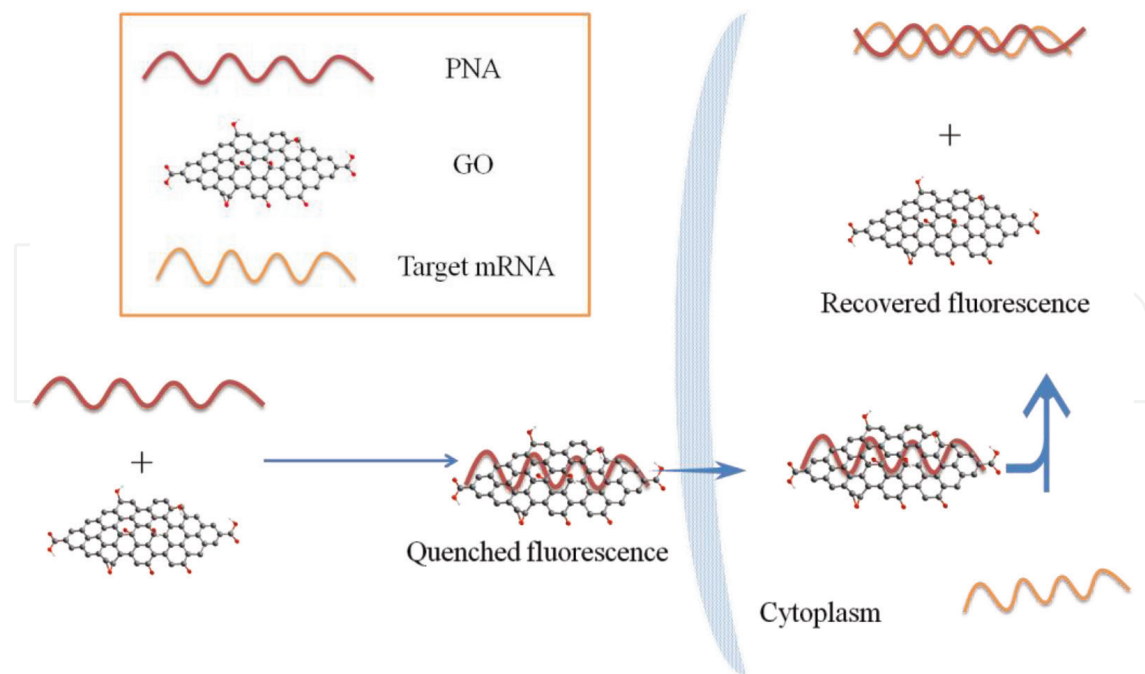 PNA
GO
Target mRNA
+
Recovered fluorescence
+
Quenched fluorescence
Cytoplasm